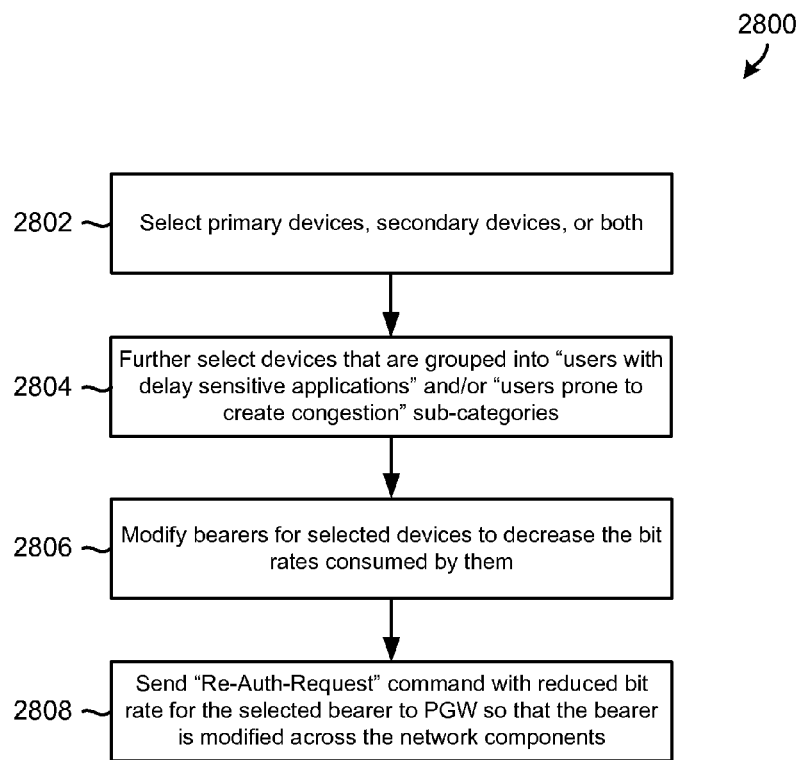 2800
2802
Select primary devices, secondary devices, or both
2804
Further select devices that are grouped into “users with
delay sensitive applications” and/or “users prone to
create congestion” sub-categories
2806
Modify bearers for selected devices to decrease the bit
rates consumed by them
2808
Send “Re-Auth-Request” command with reduced bit
rate for the selected bearer to PGW so that the bearer
is modified across the network components